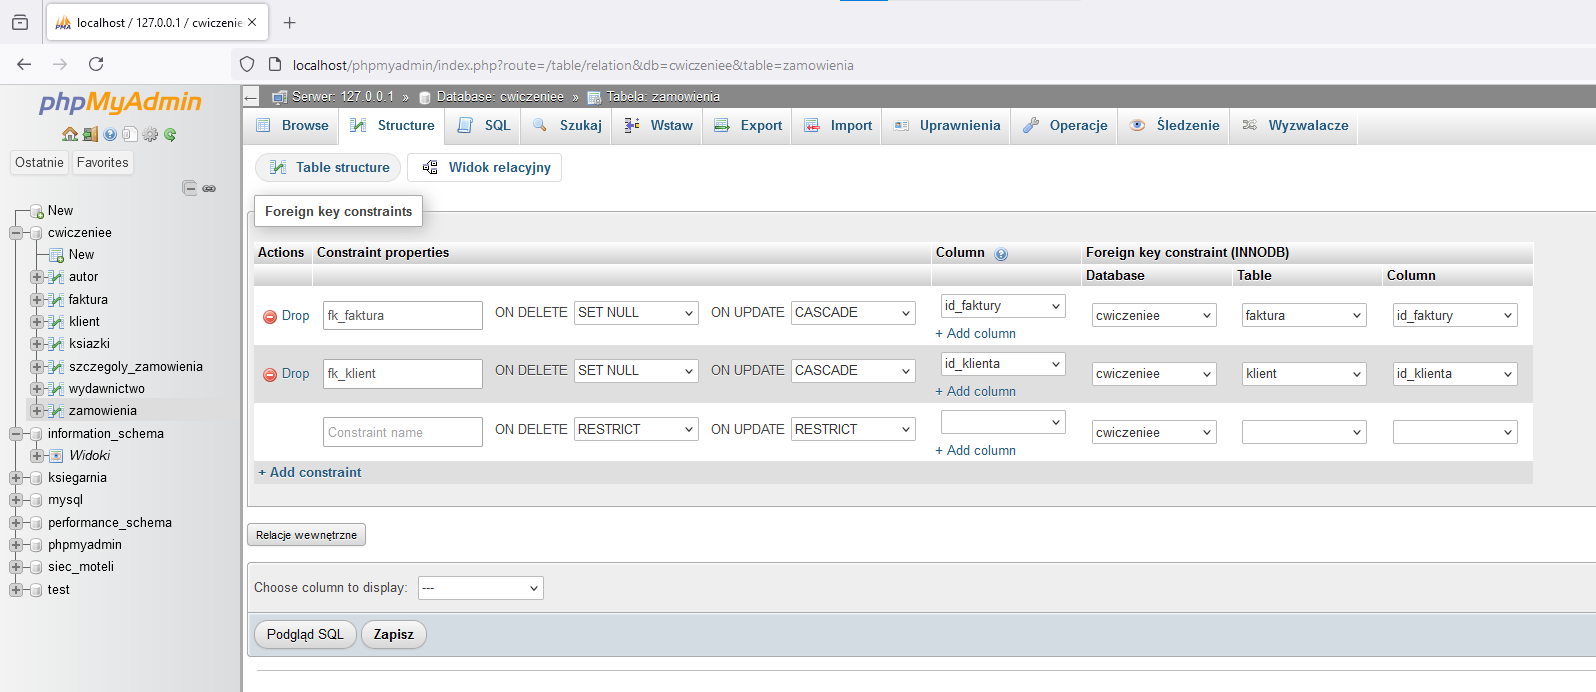 localhost / 127.0.0.1 / cwiczenie
localhost/phpmyadmin/index.php?route=/table/relation&db=cwiczeniee&table=zamowienia
phpMyAdmin
Ostatnie Favorites
New
cwiczeniee
New
autor
faktura
klient
ksiazki
szczegoly_zamowienia
wydawnictwo
zamowienia
information_schema
Widoki
ksiegarnia
mysql
performance_schema
phpmyadmin
siec_moteli
test
Serwer: 127.0.0.1 » Database: cwiczeniee » Tabela: zamowienia
Browse Structure SQL Szukaj Wstaw Export Import Uprawnienia Operacje Śledzenie Wyzwalacze
Table structure Widok relacyjny
Foreign key constraints
Actions Constraint properties Column Foreign key constraint (INNODB)
Database Table Column
Drop fk_faktura ON DELETE SET NULL ON UPDATE CASCADE id_faktury cwiczeniee faktura id_faktury
+ Add column
Drop fk_klient ON DELETE SET NULL ON UPDATE CASCADE id_klienta cwiczeniee klient id_klienta
+ Add column
Constraint name ON DELETE RESTRICT ON UPDATE RESTRICT cwiczeniee
+ Add column
+ Add constraint
Relacje wewnętrzne
Choose column to display: ---
Podgląd SQL Zapisz